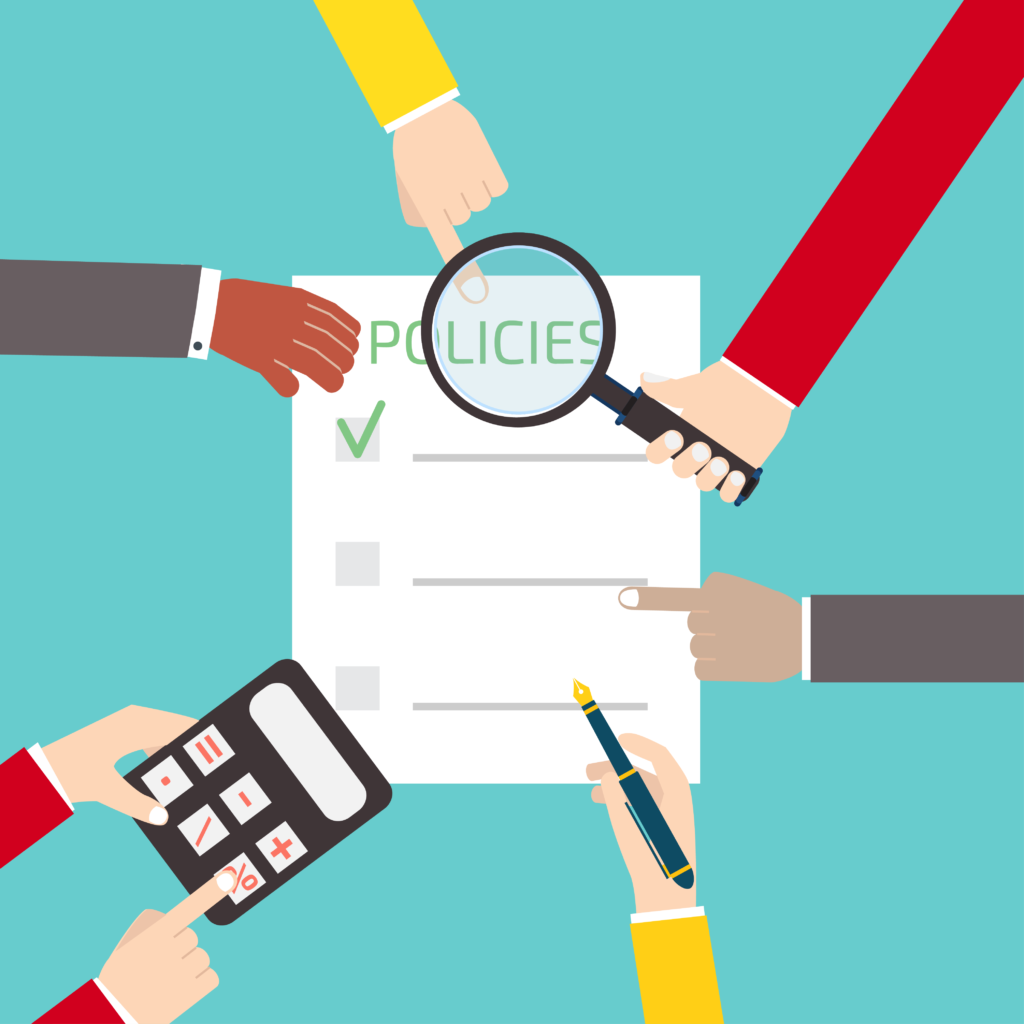 POLICIES
• =
/ -
% +